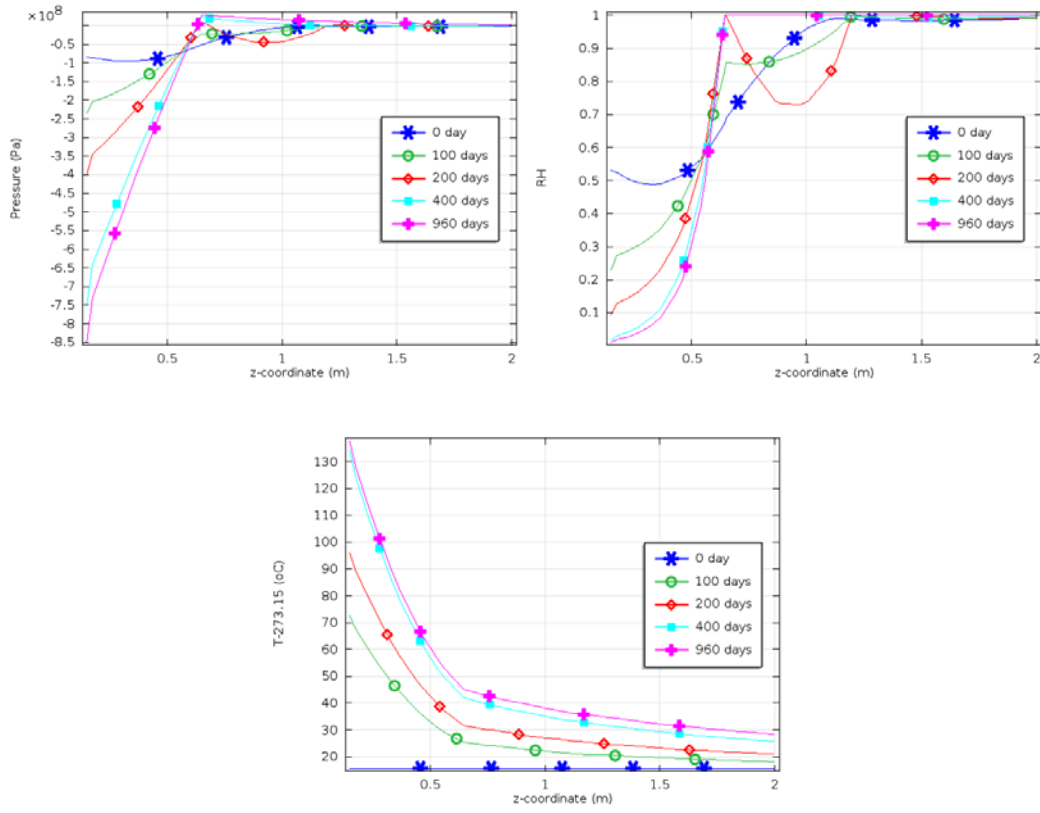 ×10⁸
-0.5
-1
-1.5
-2
-2.5
-3
-3.5
-4
-4.5
-5
-5.5
-6
-6.5
-7
-7.5
-8
-8.5
Pressure (Pa)
0.5
1
1.5
2
z-coordinate (m)
0 day
100 days
200 days
400 days
960 days
1
0.9
0.8
0.7
0.6
0.5
0.4
0.3
0.2
0.1
RH
0.5
1
1.5
2
z-coordinate (m)
0 day
100 days
200 days
400 days
960 days
130
120
110
100
90
80
70
60
50
40
30
20
T-273.15 (oC)
0.5
1
1.5
2
z-coordinate (m)
0 day
100 days
200 days
400 days
960 days